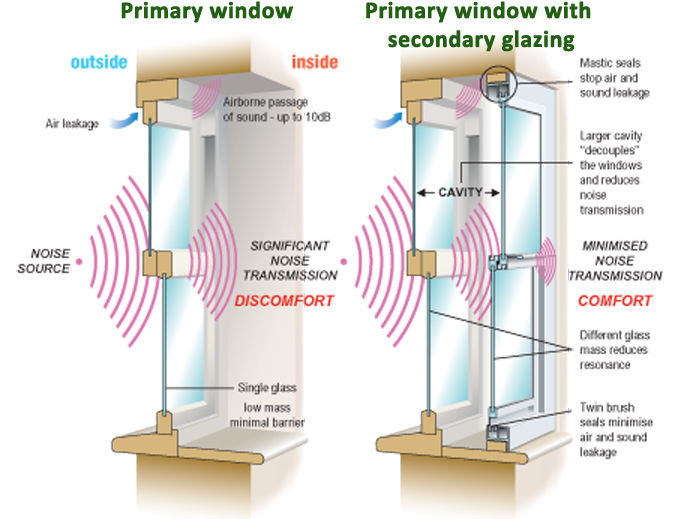 Primary window
outside
inside
Air leakage
Airborne passage
of sound - up to 10dB
NOISE
SOURCE
SIGNIFICANT
NOISE
TRANSMISSION
DISCOMFORT
Single glass
low mass
minimal barrier
Primary window with
secondary glazing
Mastic seals
stop air and
sound leakage
Larger cavity
"decouples"
the windows
and reduces
noise
transmission
CAVITY
MINIMISED
NOISE
TRANSMISSION
COMFORT
Different glass
mass reduces
resonance
Twin brush
seals minimise
air and sound
leakage